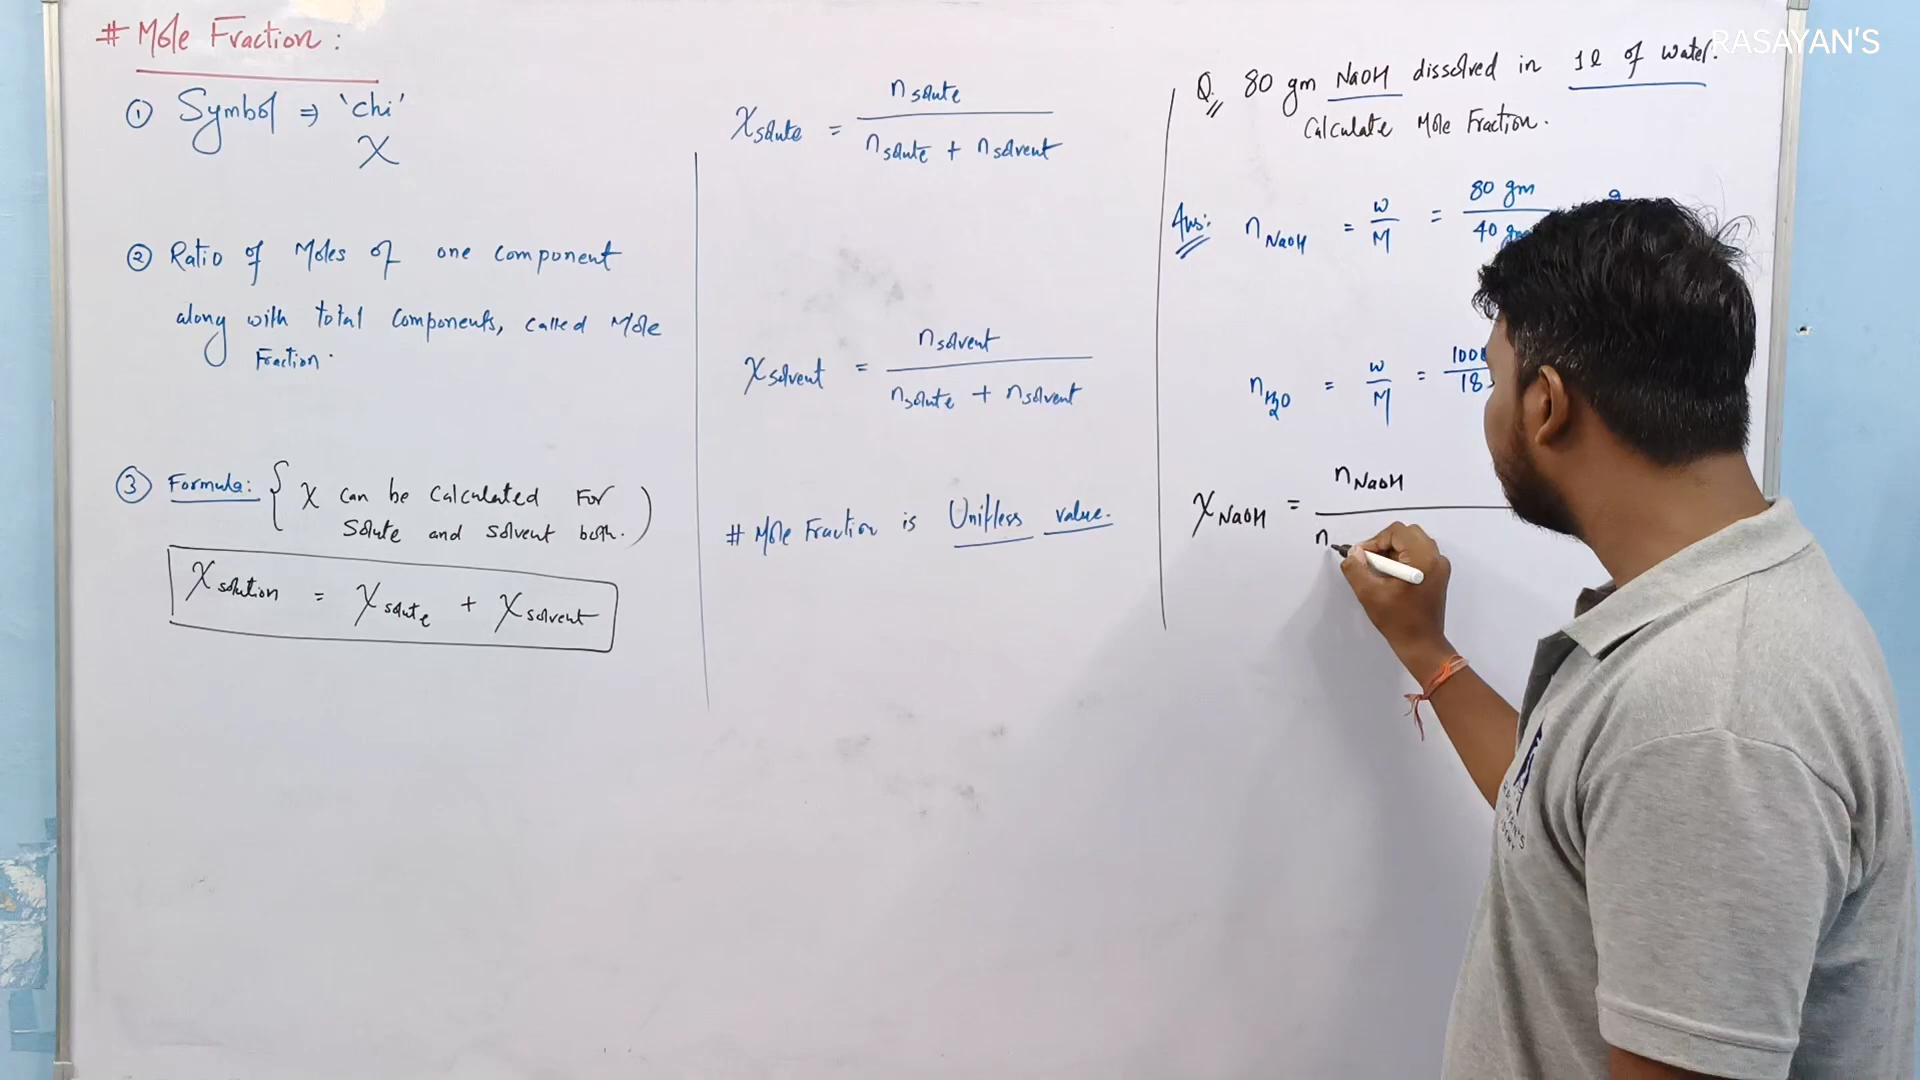 # Mole Fraction:
① Symbol ⇒ 'chi'
χ
② Ratio of Moles of one component
along with total components, called Mole
Fraction.
③ Formula: { χ can be calculated for
solute and solvent both. )
χ solution = χ solute + χ solvent
χ solute = n solute
n solute + n solvent
χ solvent = n solvent
n solute + n solvent
# Mole Fraction is Unitless value.
RASAYAN'S
Q. 80 gm NaOH dissolved in 1l of water.
Calculate Mole Fraction.
Ans: n NaOH = w/M = 80 gm
40
n H2O = w/M = 100
18
χ NaOH = n NaOH
n